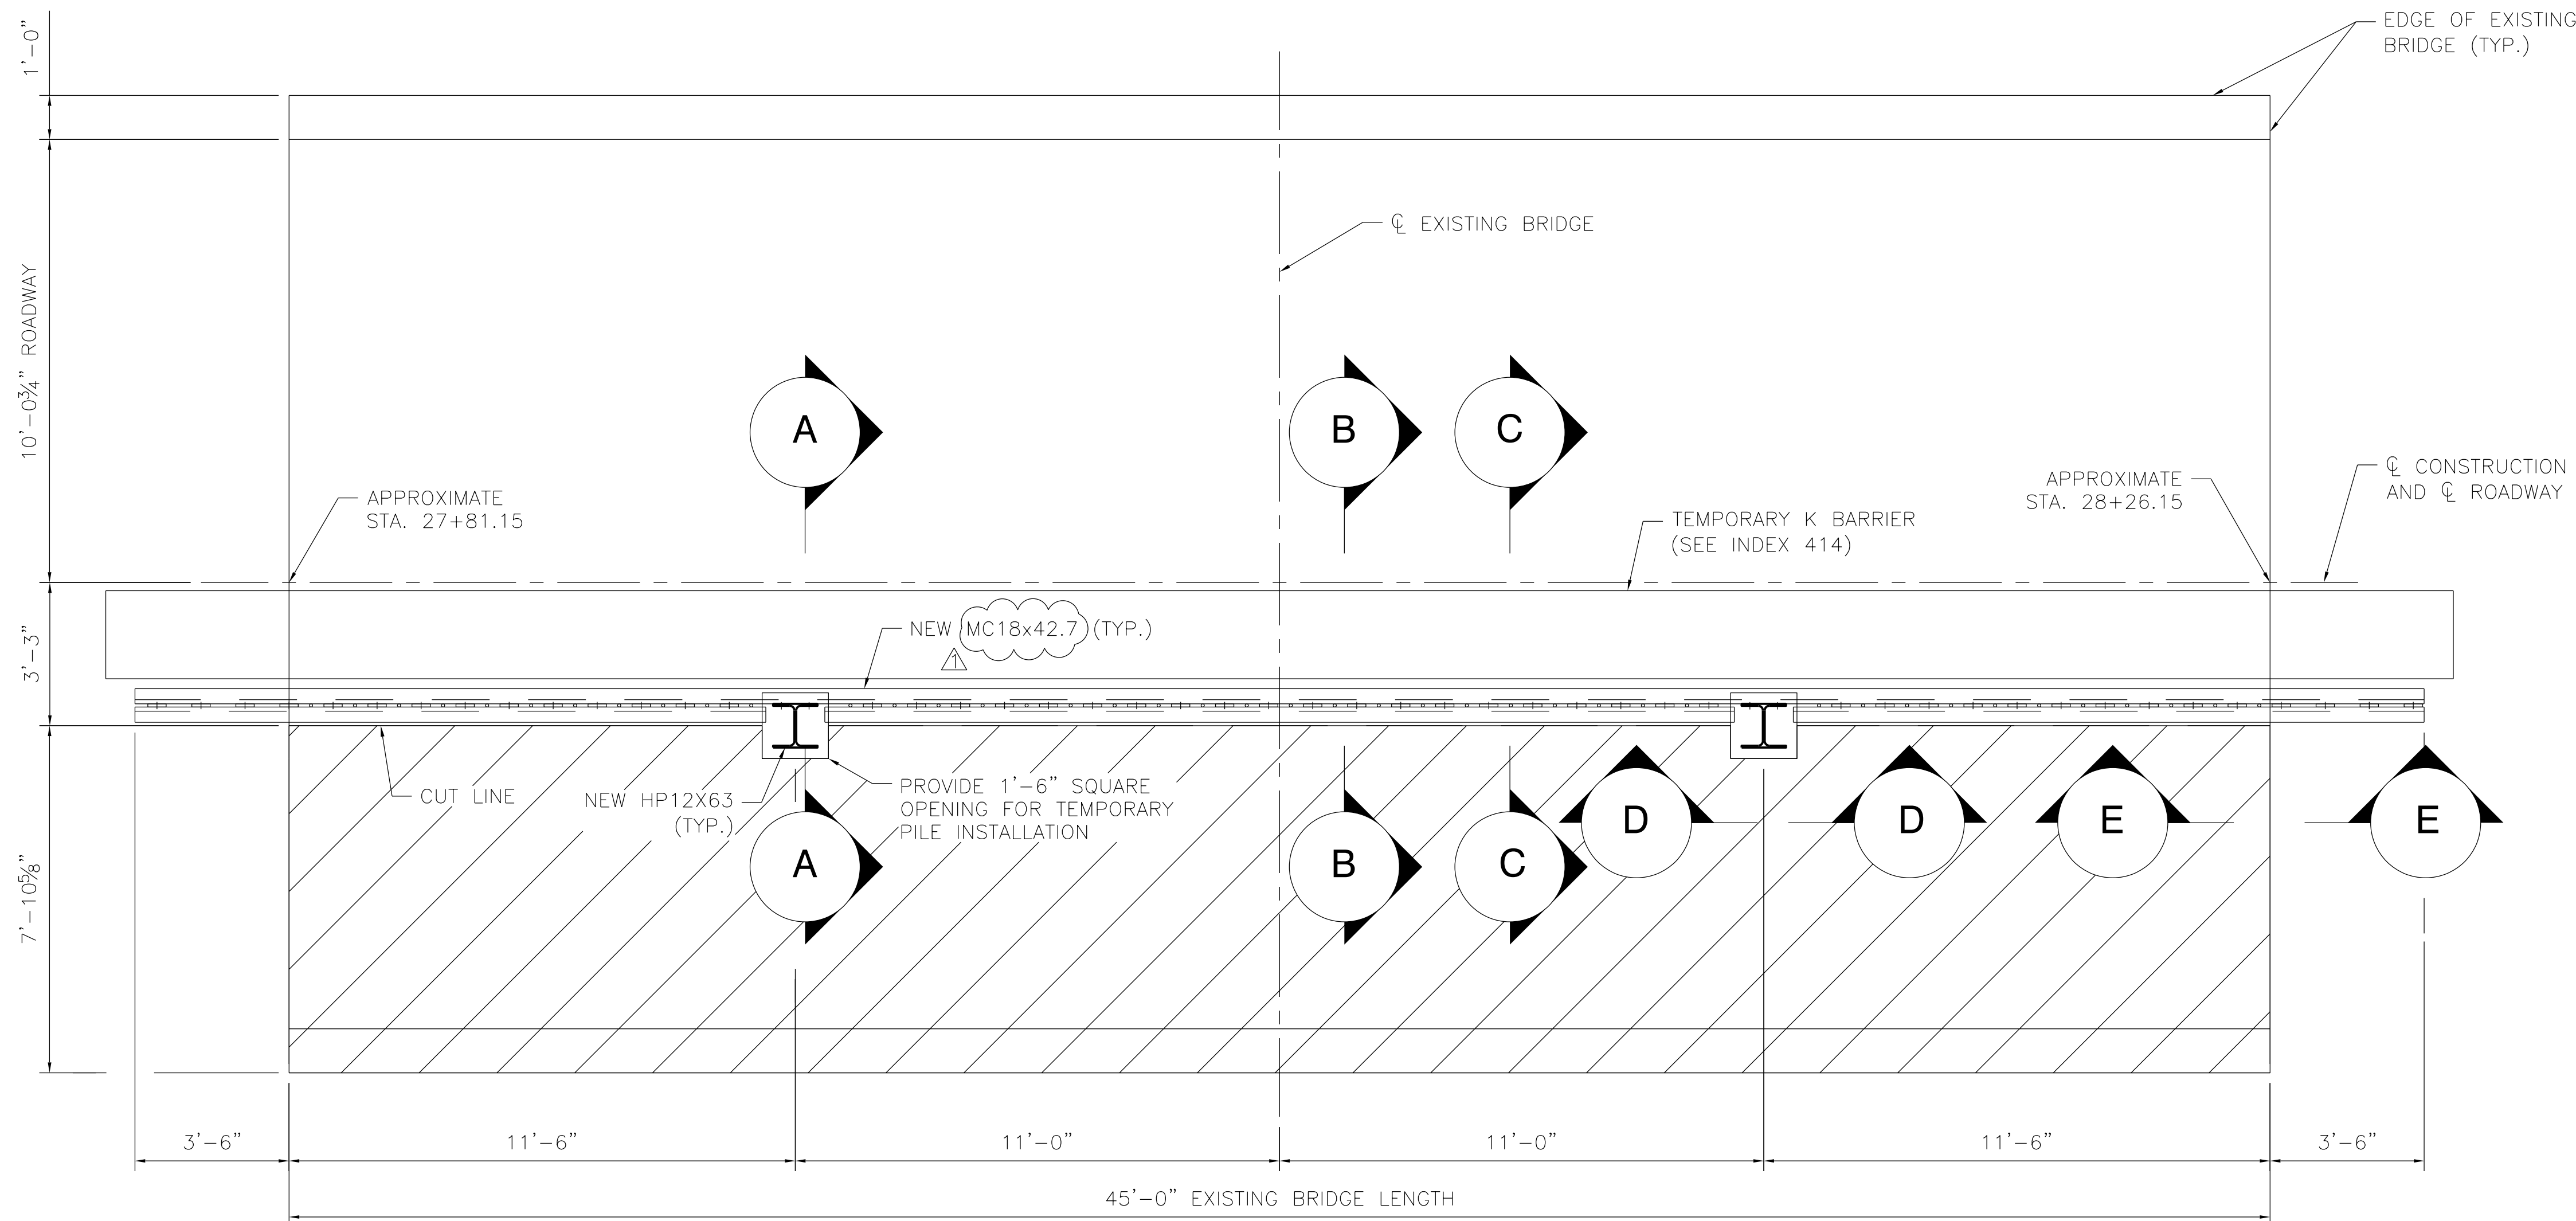 EDGE OF EXISTING
BRIDGE (TYP.)
1'-0"
℄ EXISTING BRIDGE
10'-0¾" ROADWAY
A
B
C
℄ CONSTRUCTION
AND ℄ ROADWAY
APPROXIMATE
STA. 27+81.15
APPROXIMATE
STA. 28+26.15
TEMPORARY K BARRIER
(SEE INDEX 414)
3'-3"
NEW MC18x42.7 (TYP.)
1
CUT LINE
NEW HP12X63
(TYP.)
PROVIDE 1'-6" SQUARE
OPENING FOR TEMPORARY
PILE INSTALLATION
D
D
E
E
A
B
C
7'-10⅝"
3'-6"
11'-6"
11'-0"
11'-0"
11'-6"
3'-6"
45'-0" EXISTING BRIDGE LENGTH